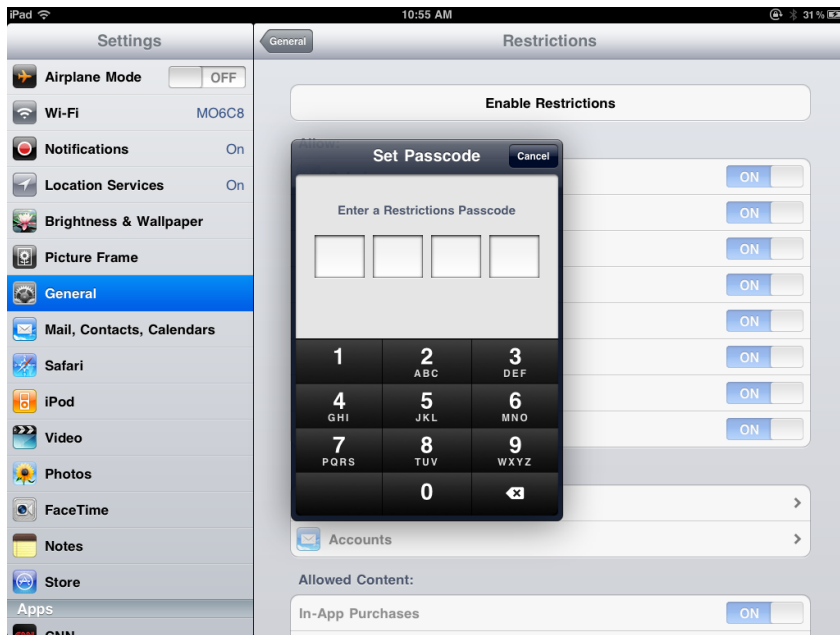 iPad 10:55 AM 31%
Settings
General
Restrictions
Airplane Mode OFF
Wi-Fi MO6C8
Notifications On
Location Services On
Brightness & Wallpaper
Picture Frame
General
Mail, Contacts, Calendars
Safari
iPod
Video
Photos
FaceTime
Notes
Store
Apps
CNN
Enable Restrictions
Allow:
Set Passcode Cancel
Enter a Restrictions Passcode
1 2 ABC 3 DEF
4 GHI 5 JKL 6 MNO
7 PQRS 8 TUV 9 WXYZ
0
ON
ON
ON
ON
ON
ON
ON
ON
Accounts
Allowed Content:
In-App Purchases ON